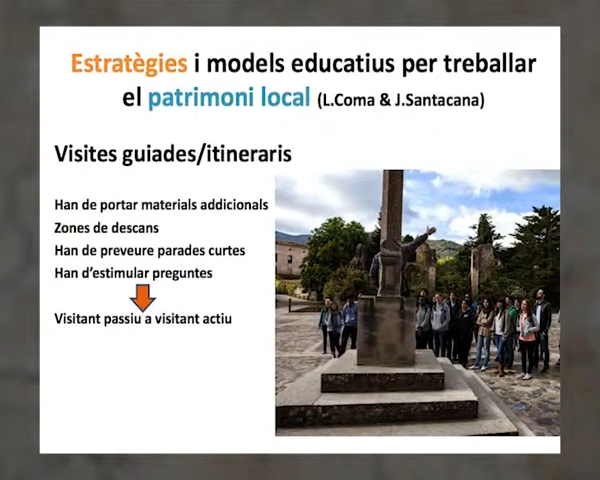 Estratègies i models educatius per treballar
el patrimoni local (L.Coma & J.Santacana)
Visites guiades/itineraris
Han de portar materials addicionals
Zones de descans
Han de preveure parades curtes
Han d'estimular preguntes
Visitant passiu a visitant actiu